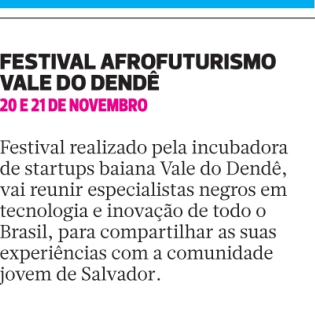 FESTIVAL AFROFUTURISMO
VALE DO DENDÊ
20 E 21 DE NOVEMBRO
Festival realizado pela incubadora
de startups baiana Vale do Dendê,
vai reunir especialistas negros em
tecnologia e inovação de todo o
Brasil, para compartilhar as suas
experiências com a comunidade
jovem de Salvador.